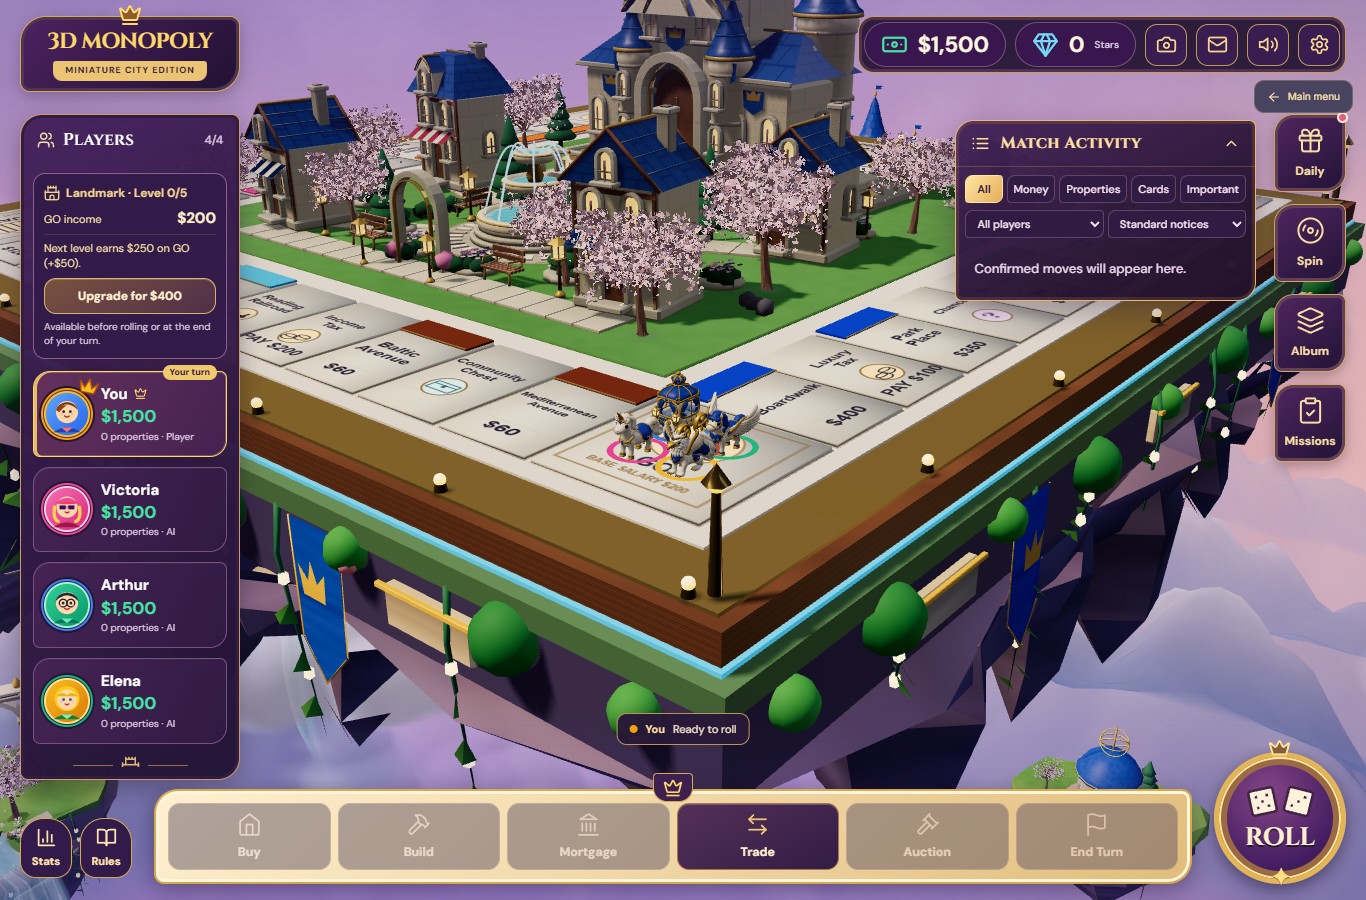 3D MONOPOLY
MINIATURE CITY EDITION
$1,500
0 Stars
Main menu
PLAYERS 4/4
Landmark · Level 0/5
GO income $200
Next level earns $250 on GO
(+$50).
Upgrade for $400
Available before rolling or at the end
of your turn.
Your turn
You
$1,500
0 properties · Player
Victoria
$1,500
0 properties · AI
Arthur
$1,500
0 properties · AI
Elena
$1,500
0 properties · AI
MATCH ACTIVITY
All Money Properties Cards Important
All players Standard notices
Confirmed moves will appear here.
Daily
Spin
Album
Missions
Reading
Railroad
Income
Tax
PAY $200
Baltic
Avenue
$60
Community
Chest
Mediterranean
Avenue
$60
BASE SALARY $200
Boardwalk
$400
Luxury
Tax
PAY $100
Park
Place
$350
You Ready to roll
Buy
Build
Mortgage
Trade
Auction
End Turn
ROLL
Stats
Rules